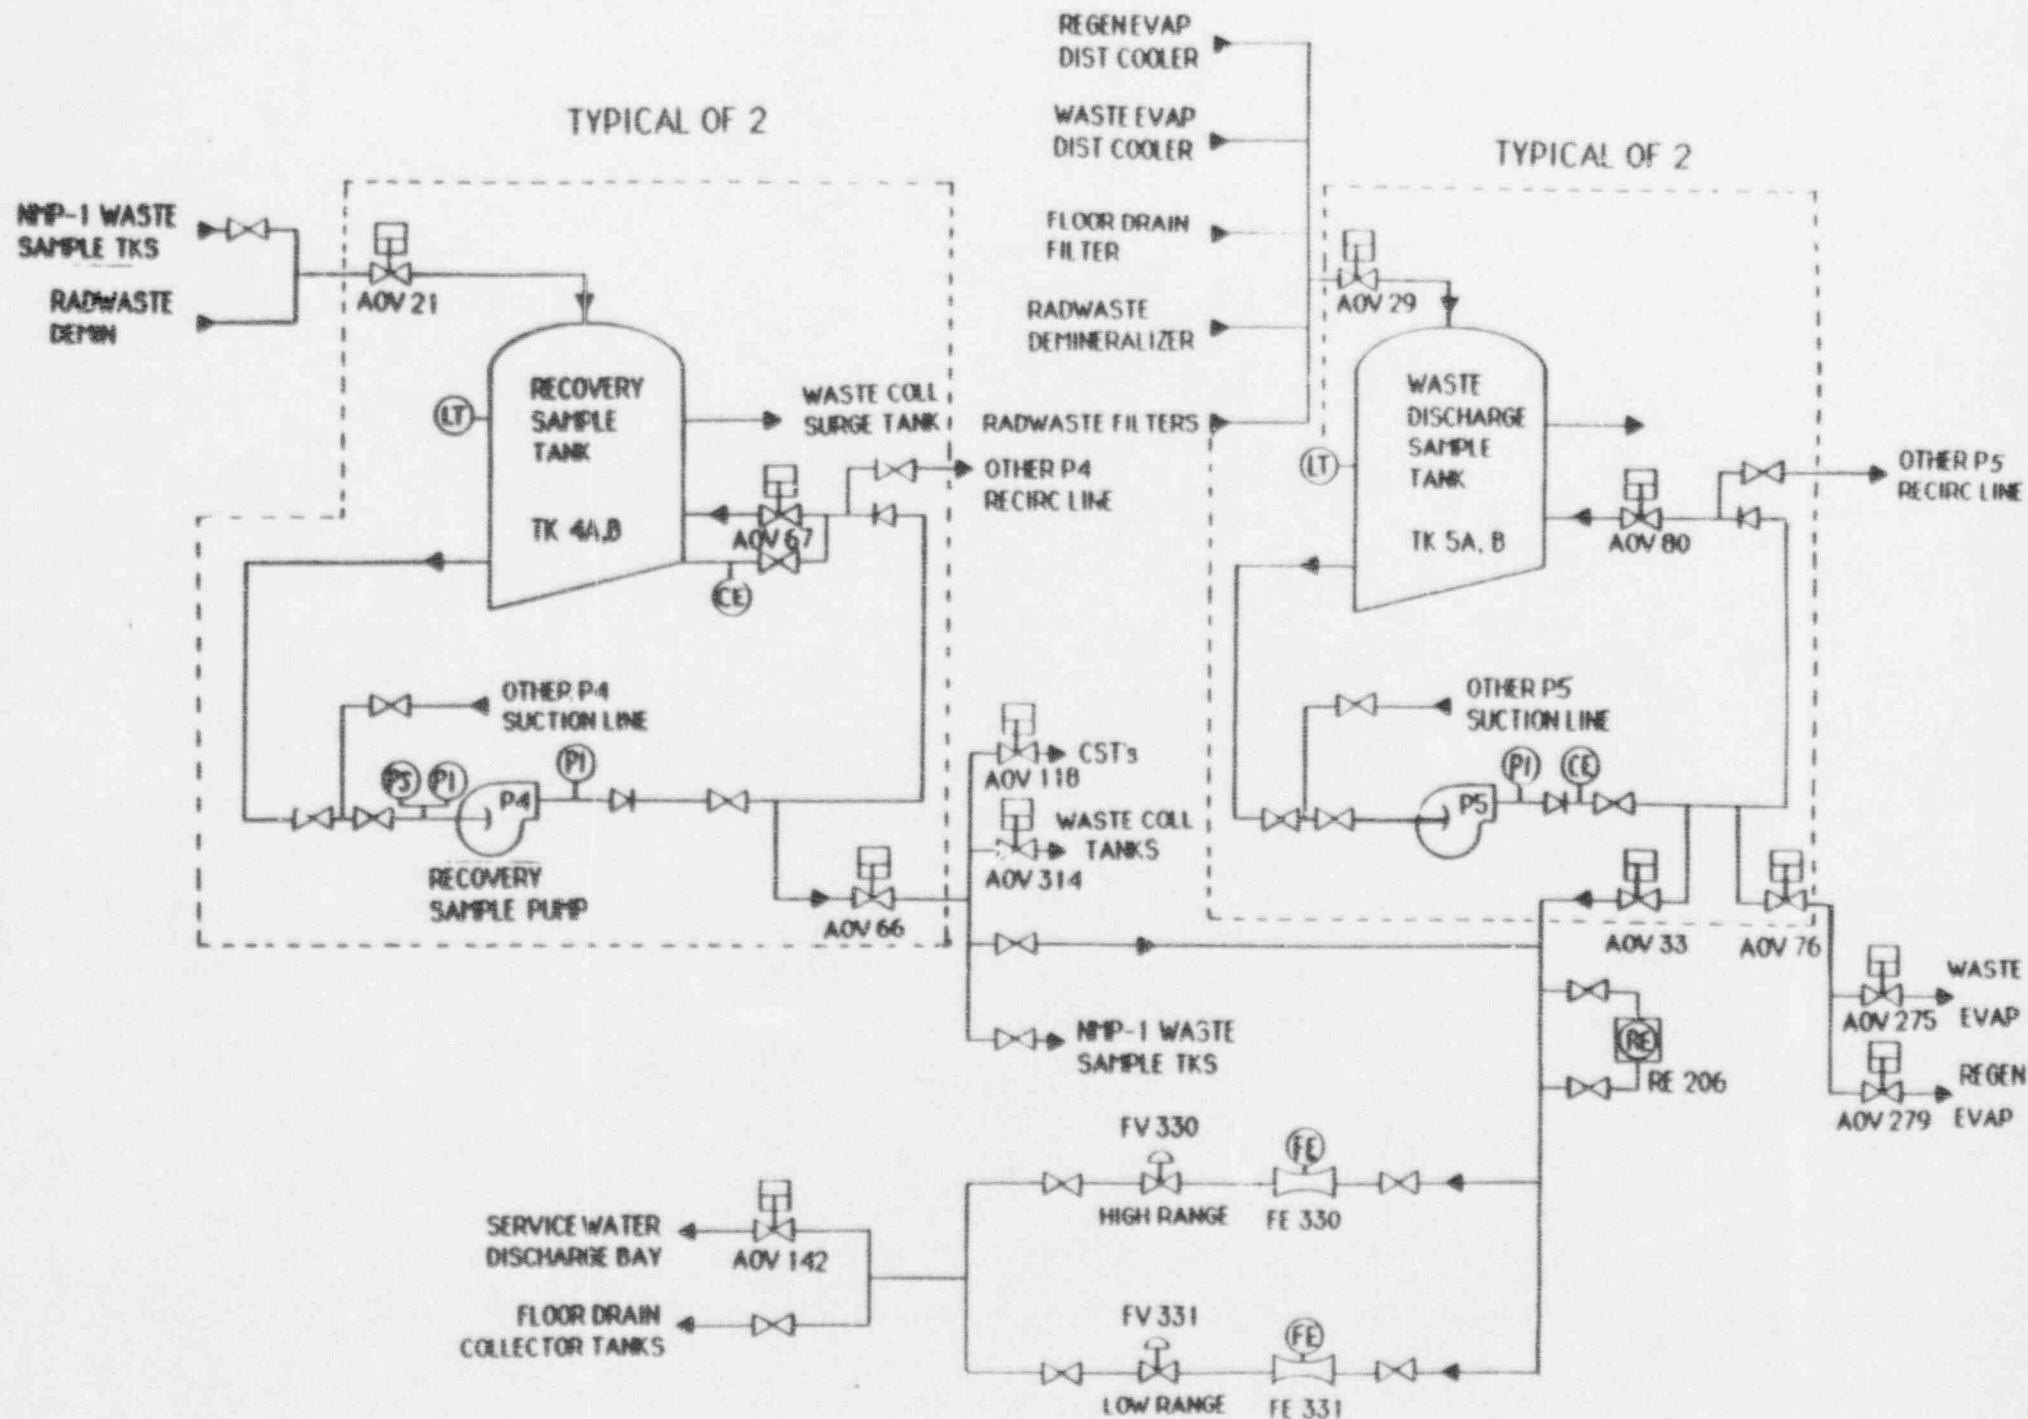 TYPICAL OF 2
NMP-1 WASTE
SAMPLE TKS
RADWASTE
DEMIN
AOV 21
LT
RECOVERY
SAMPLE
TANK
TK 4A,B
WASTE COLL
SURGE TANK
OTHER P4
RECIRC LINE
AOV 67
CE
OTHER P4
SUCTION LINE
PS
PI
P4
PI
RECOVERY
SAMPLE PUMP
AOV 66
REGEN EVAP
DIST COOLER
WASTE EVAP
DIST COOLER
FLOOR DRAIN
FILTER
RADWASTE
DEMINERALIZER
RADWASTE FILTERS
TYPICAL OF 2
AOV 29
LT
WASTE
DISCHARGE
SAMPLE
TANK
TK 5A, B
AOV 80
OTHER P5
RECIRC LINE
OTHER P5
SUCTION LINE
P5
PI
CE
AOV 33
AOV 76
CST's
AOV 118
WASTE COLL
TANKS
AOV 314
NMP-1 WASTE
SAMPLE TKS
RE
RE 206
WASTE
EVAP
AOV 275
REGEN
EVAP
AOV 279
FV 330
HIGH RANGE
FE
FE 330
SERVICE WATER
DISCHARGE BAY
AOV 142
FLOOR DRAIN
COLLECTOR TANKS
FV 331
LOW RANGE
FE
FE 331